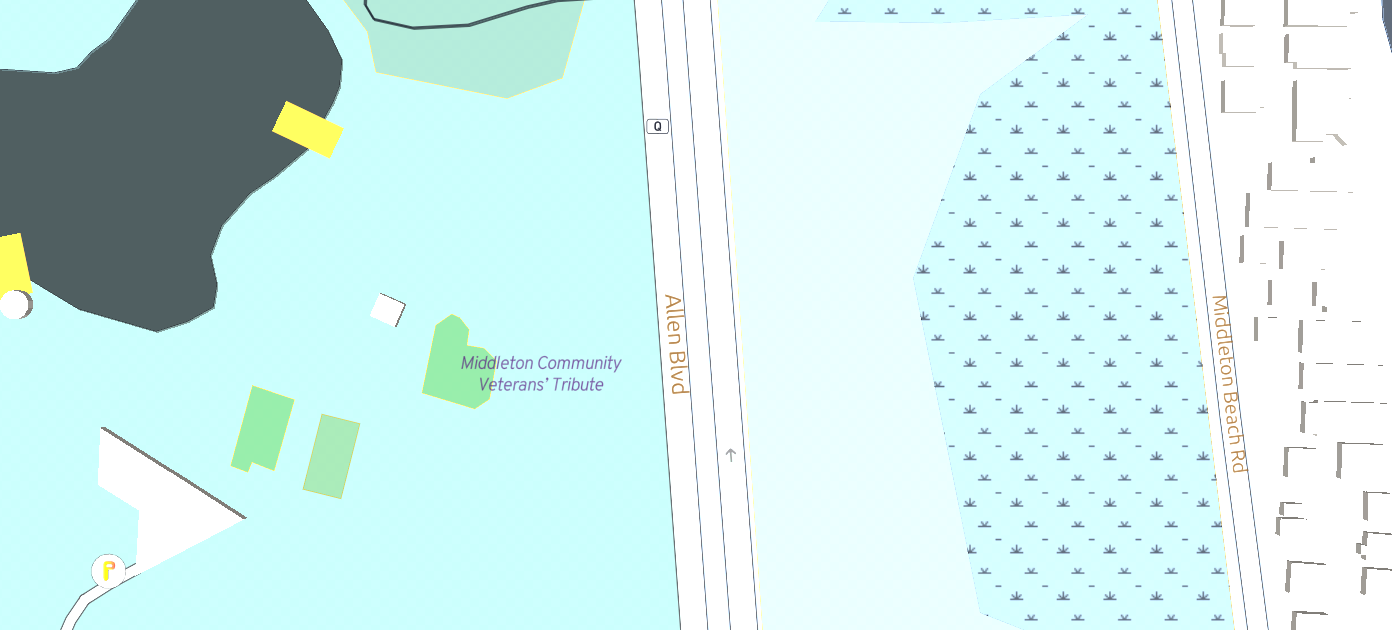 Q
Allen Blvd
Middleton Beach Rd
Middleton Community
Veterans’ Tribute
P